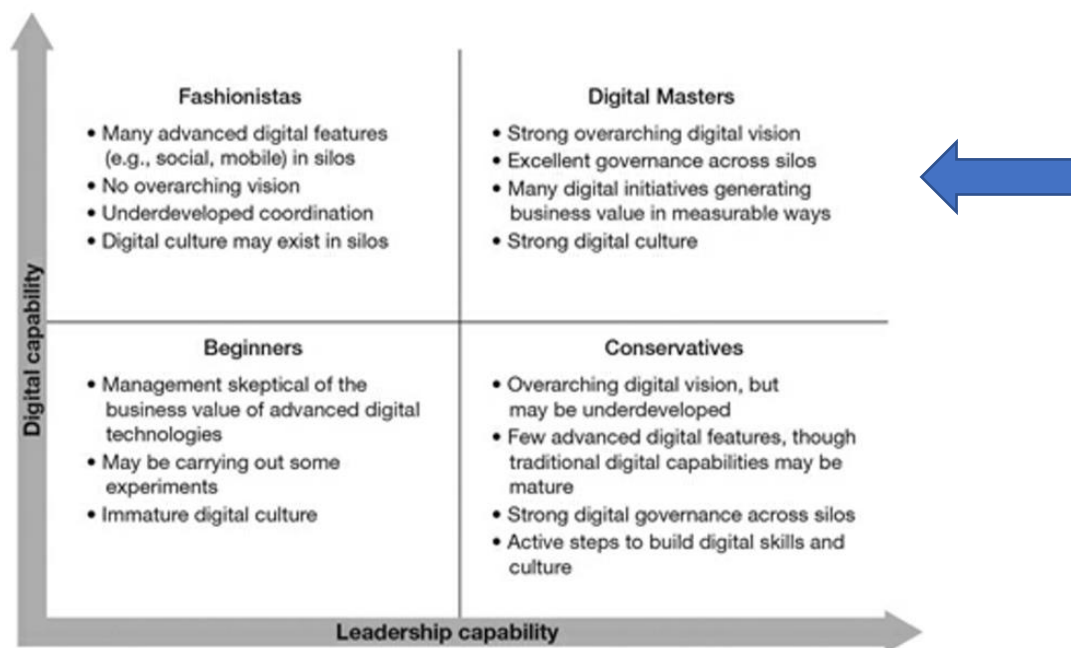 Fashionistas
• Many advanced digital features
(e.g., social, mobile) in silos
• No overarching vision
• Underdeveloped coordination
• Digital culture may exist in silos
Digital Masters
• Strong overarching digital vision
• Excellent governance across silos
• Many digital initiatives generating
business value in measurable ways
• Strong digital culture
Digital capability
Beginners
• Management skeptical of the
business value of advanced digital
technologies
• May be carrying out some
experiments
• Immature digital culture
Conservatives
• Overarching digital vision, but
may be underdeveloped
• Few advanced digital features, though
traditional digital capabilities may be
mature
• Strong digital governance across silos
• Active steps to build digital skills and
culture
Leadership capability